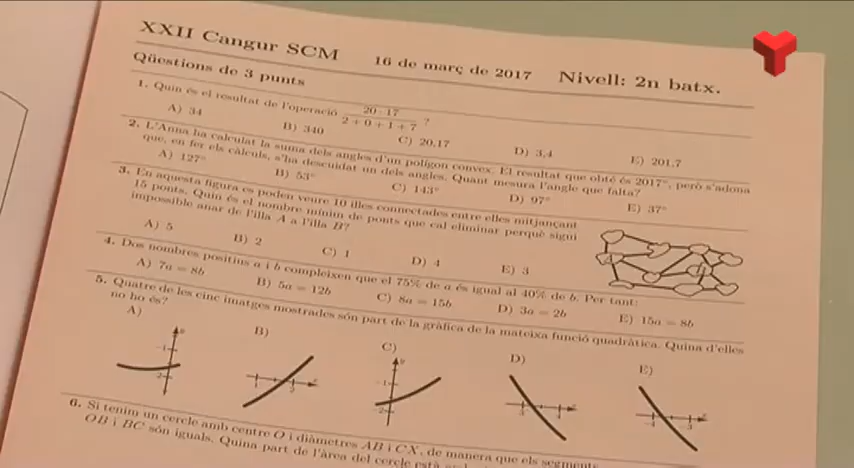 XXII Cangur SCM 16 de març de 2017 Nivell: 2n batx.
Qüestions de 3 punts
1. Quin és el resultat de l'operació 20 · 17 / 2 + 0 + 1 + 7 ?
A) 34 B) 340 C) 20,17 D) 3,4 E) 201,7
2. L'Anna ha calculat la suma dels angles d'un polígon convex. El resultat que obté és 2017°, però s'adona
que, en fer els càlculs, s'ha descuidat un dels angles. Quant mesura l'angle que falta?
A) 127° B) 53° C) 143° D) 97° E) 37°
3. En aquesta figura es poden veure 10 illes connectades entre elles mitjançant
15 ponts. Quin és el nombre mínim de ponts que cal eliminar perquè sigui
impossible anar de l'illa A a l'illa B?
A) 5 B) 2 C) 1 D) 4 E) 3
4. Dos nombres positius a i b compleixen que el 75% de a és igual al 40% de b. Per tant:
A) 7a = 8b B) 5a = 12b C) 8a = 15b D) 3a = 2b E) 15a = 8b
5. Quatre de les cinc imatges mostrades són part de la gràfica de la mateixa funció quadràtica. Quina d'elles
no ho és?
A) B) C) D) E)
6. Si tenim un cercle amb centre O i diàmetres AB i CX, de manera que els segments
OB i BC són iguals. Quina part de l'àrea del cercle està